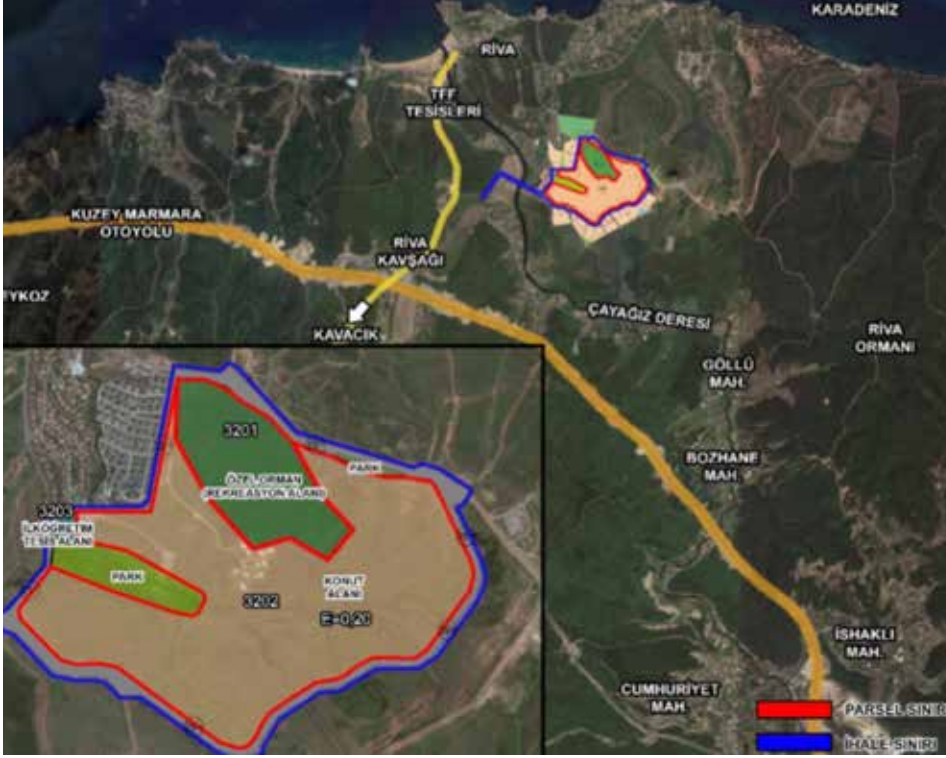 KARADENİZ
RİVA
TFF
TESİSLERİ
KUZEY MARMARA
OTOYOLU
RİVA
KAVŞAĞI
YKOZ
KAVACIK
ÇAYAĞIZ DERESİ
RİVA
ORMANI
GÖLLÜ
MAH.
BOZHANE
MAH.
İSHAKLI
MAH.
CUMHURİYET
MAH.
3201
ÖZEL ORMAN
(REKREASYON ALANI)
PARK
3203
İLKÖĞRETİM
TESİS ALANI
PARK
KONUT
ALANI
3202
E=0,20
PARSEL SINIRI
İHALE SINIRI